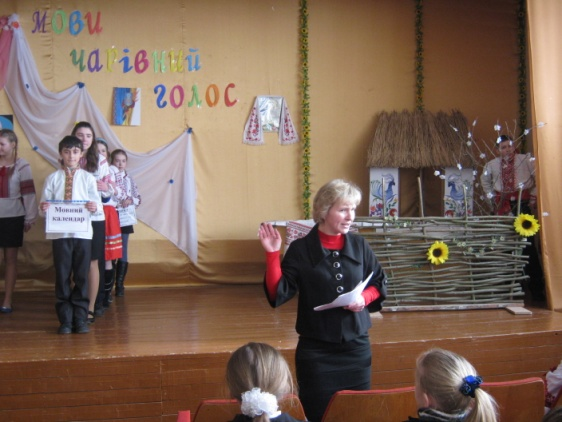 Мови
чарівний
голос
Мовний
календар